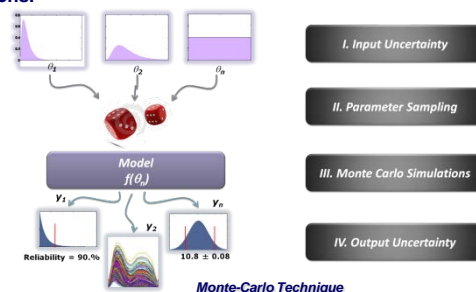 θ1
θ2
θn
Model
f(θn)
y1
y2
yn
Reliability = 90.%
10.8 ± 0.08
I. Input Uncertainty
II. Parameter Sampling
III. Monte Carlo Simulations
IV. Output Uncertainty
Monte-Carlo Technique